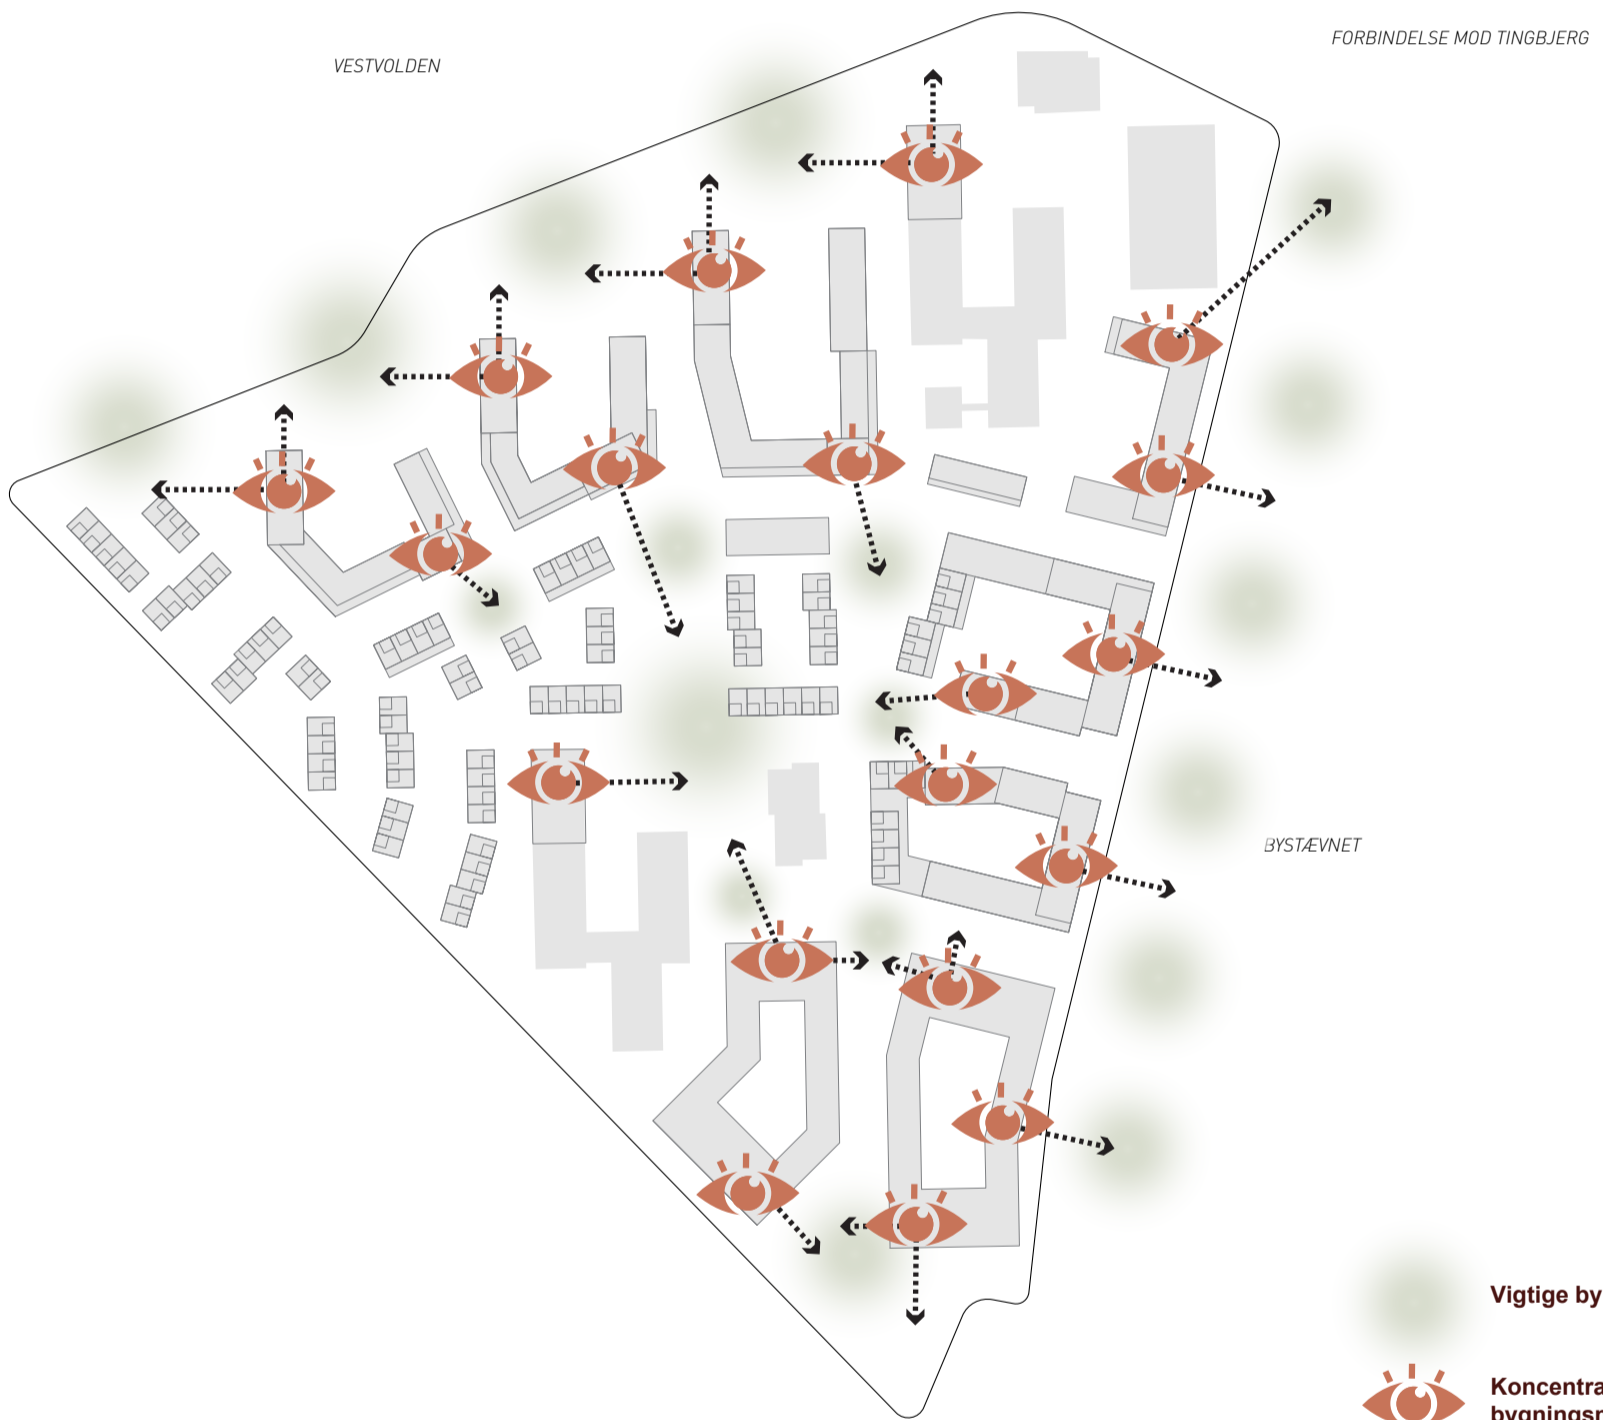 FORBINDELSE MOD TINGBJERG
VESTVOLDEN
BYSTÆVNET
Vigtige by
Koncentra